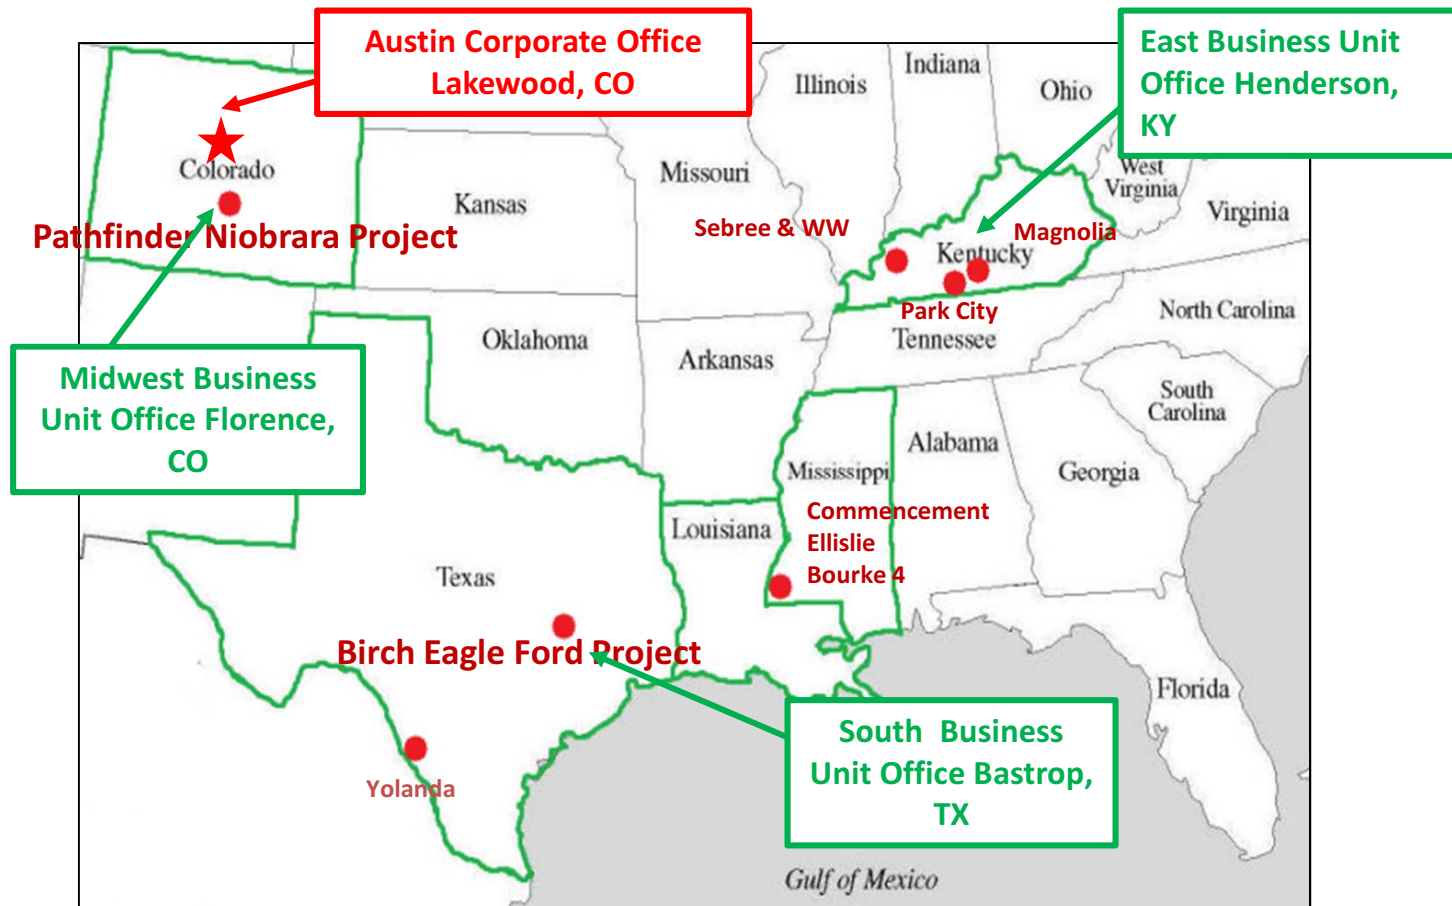 Austin Corporate Office
Lakewood, CO
East Business Unit
Office Henderson,
KY
Illinois
Indiana
Ohio
Colorado
Kansas
Missouri
West
Virginia
Virginia
Pathfinder Niobrara Project
Sebree & WW
Magnolia
Kentucky
Park City
Tennessee
North Carolina
Oklahoma
Arkansas
Midwest Business
Unit Office Florence,
CO
South
Carolina
Alabama
Georgia
Mississippi
Louisiana
Commencement
Ellislie
Bourke 4
Texas
Birch Eagle Ford Project
Florida
South  Business
Unit Office Bastrop,
TX
Yolanda
Gulf of Mexico